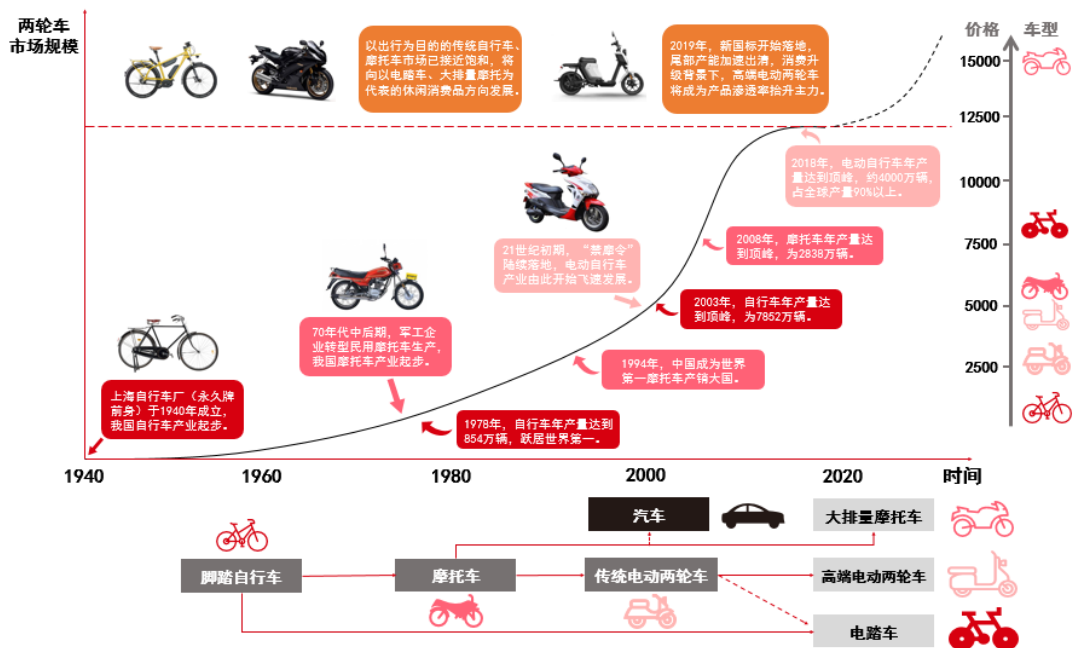 两轮车
市场规模
以出行为目的的传统自行车、
摩托车市场已接近饱和，将
向以电踏车、大排量摩托为
代表的休闲消费品方向发展。
2019年，新国标开始落地，
尾部产能加速出清，消费升
级背景下，高端电动两轮车
将成为产品渗透率抬升主力。
价格
车型
15000
12500
10000
7500
5000
2500
2018年，电动自行车年产
量达到顶峰，约4000万辆，
占全球产量90%以上。
2008年，摩托车年产量达
到顶峰，为2838万辆。
21世纪初期，“禁摩令”
陆续落地，电动自行车
产业由此开始飞速发展。
2003年，自行车年产量达
到顶峰，为7852万辆。
70年代中后期，军工企
业转型民用摩托车生产，
我国摩托车产业起步。
1994年，中国成为世界
第一摩托车产销大国。
上海自行车厂（永久牌
前身）于1940年成立，
我国自行车产业起步。
1978年，自行车年产量达到
854万辆，跃居世界第一。
1940
1960
1980
2000
2020
时间
汽车
大排量摩托车
脚踏自行车
摩托车
传统电动两轮车
高端电动两轮车
电踏车